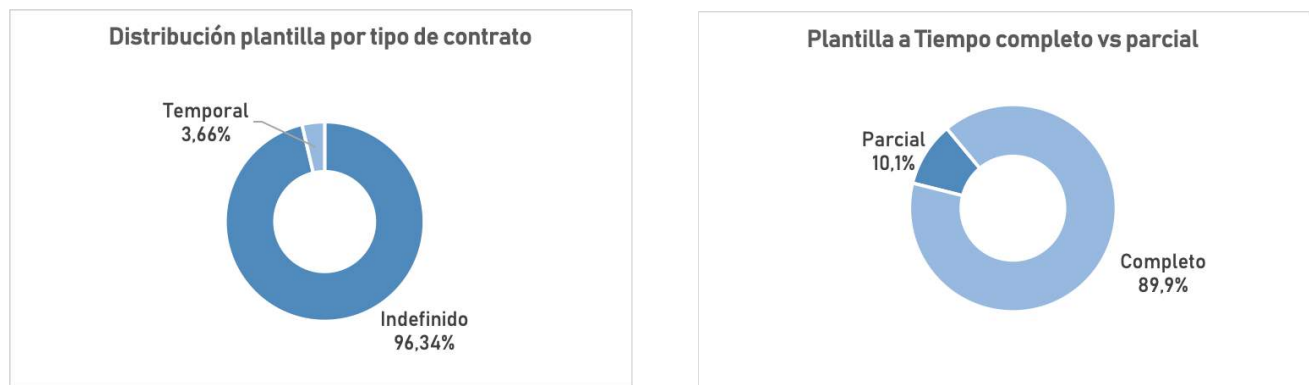 Distribución plantilla por tipo de contrato
Temporal
3,66%
Indefinido
96,34%
Plantilla a Tiempo completo vs parcial
Parcial
10,1%
Completo
89,9%